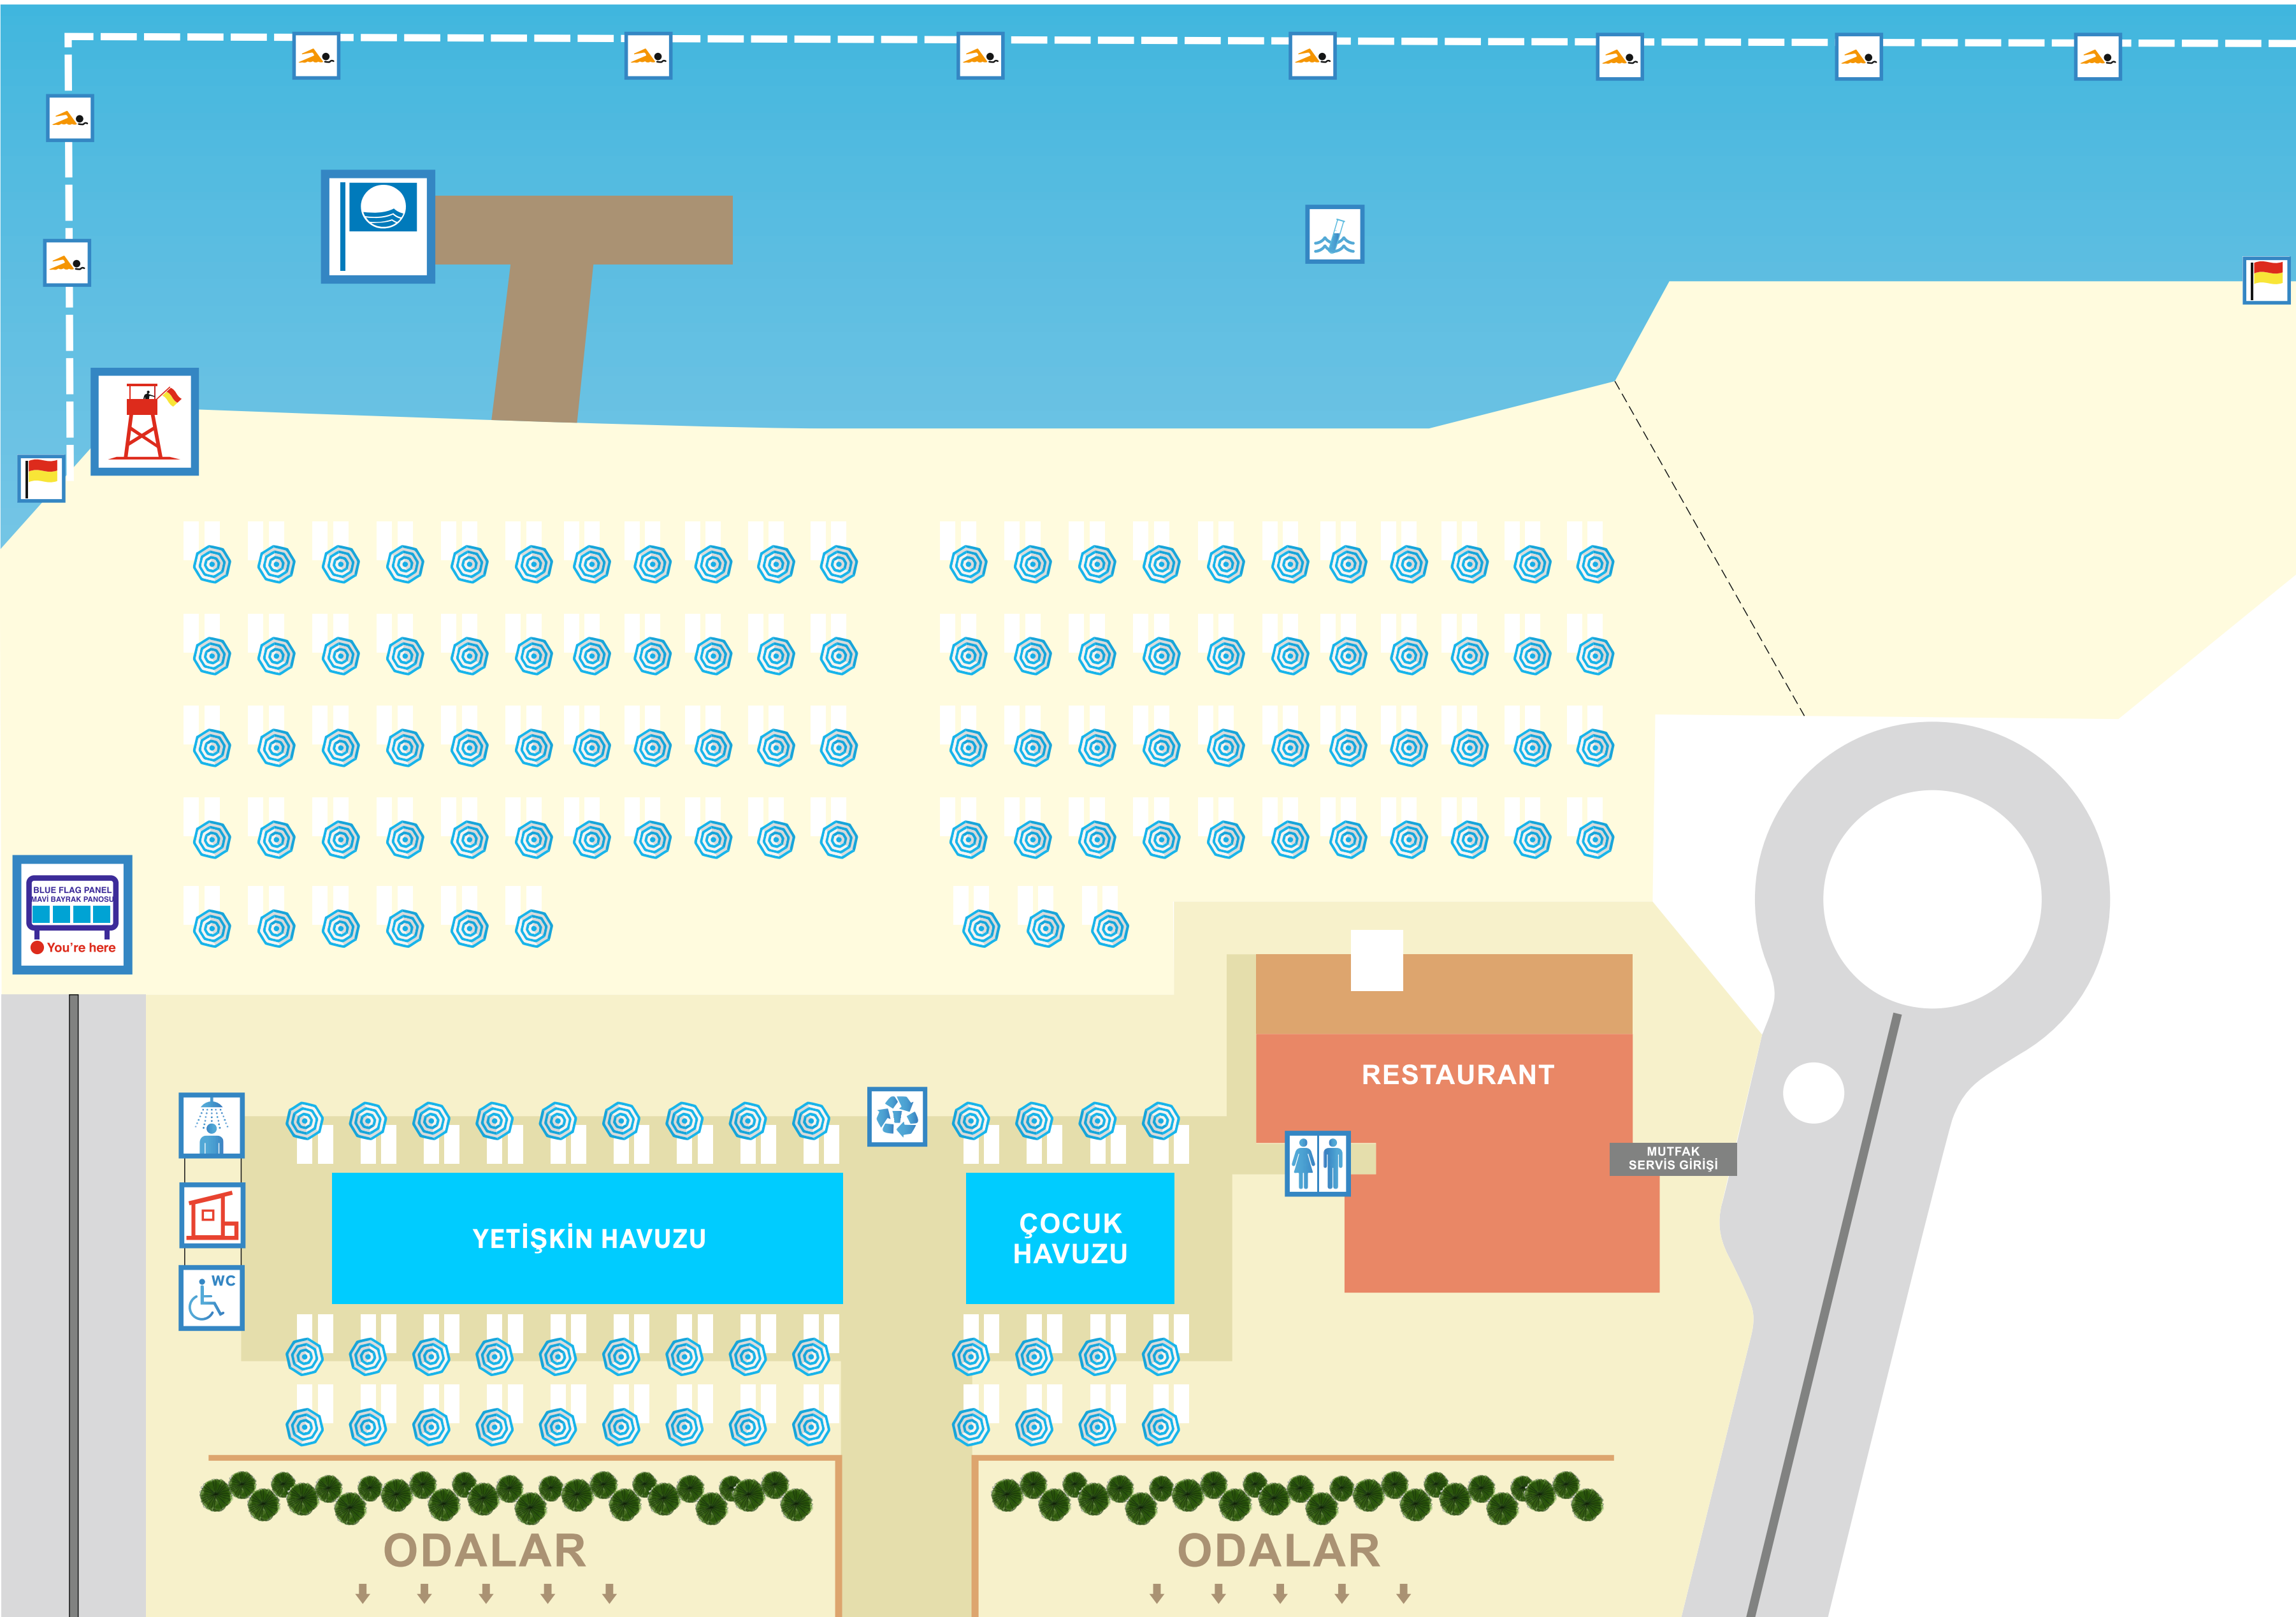 BLUE FLAG PANEL
MAVİ BAYRAK PANOSU
You're here
RESTAURANT
MUTFAK
SERVİS GİRİŞİ
YETİŞKİN HAVUZU
ÇOCUK
HAVUZU
WC
ODALAR
ODALAR